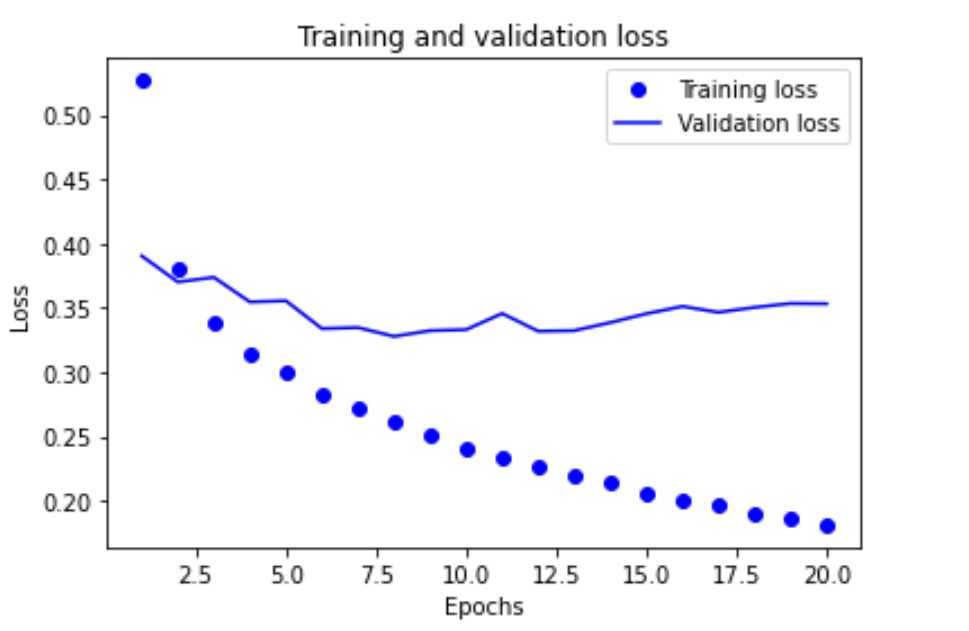 Training and validation loss
Training loss
Validation loss
0.50
0.45
0.40
0.35
0.30
0.25
0.20
Loss
2.5 5.0 7.5 10.0 12.5 15.0 17.5 20.0
Epochs